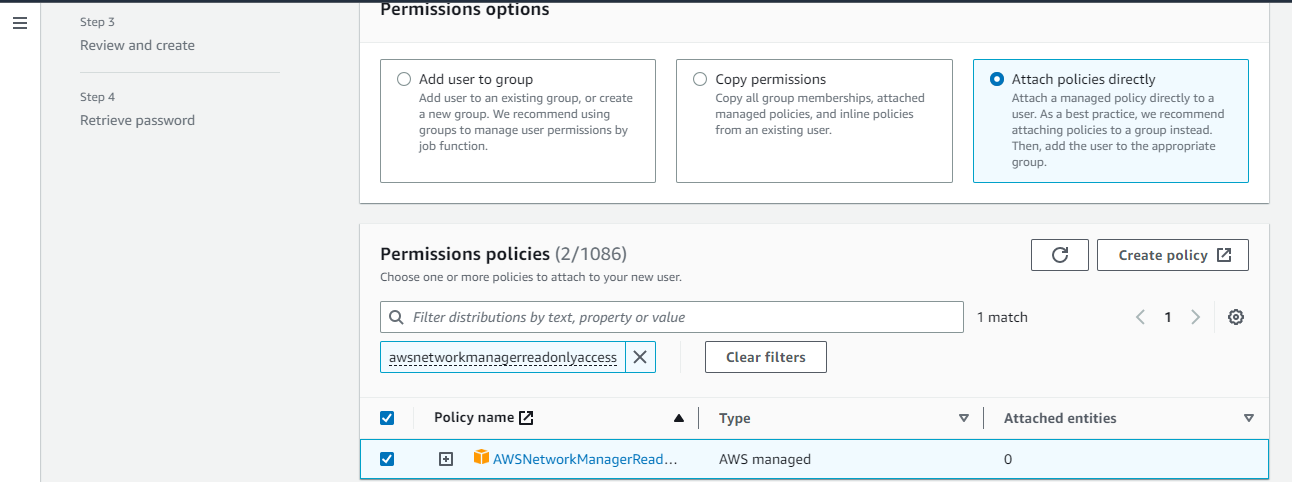 Permissions options
Step 3
Review and create
Step 4
Retrieve password
Add user to group
Add user to an existing group, or create
a new group. We recommend using
groups to manage user permissions by
job function.
Copy permissions
Copy all group memberships, attached
managed policies, and inline policies
from an existing user.
Attach policies directly
Attach a managed policy directly to a
user. As a best practice, we recommend
attaching policies to a group instead.
Then, add the user to the appropriate
group.
Permissions policies (2/1086)
Choose one or more policies to attach to your new user.
Create policy
Filter distributions by text, property or value
1 match
1
awsnetworkmanagerreadonlyaccess
Clear filters
Policy name
Type
Attached entities
AWSNetworkManagerRead...
AWS managed
0